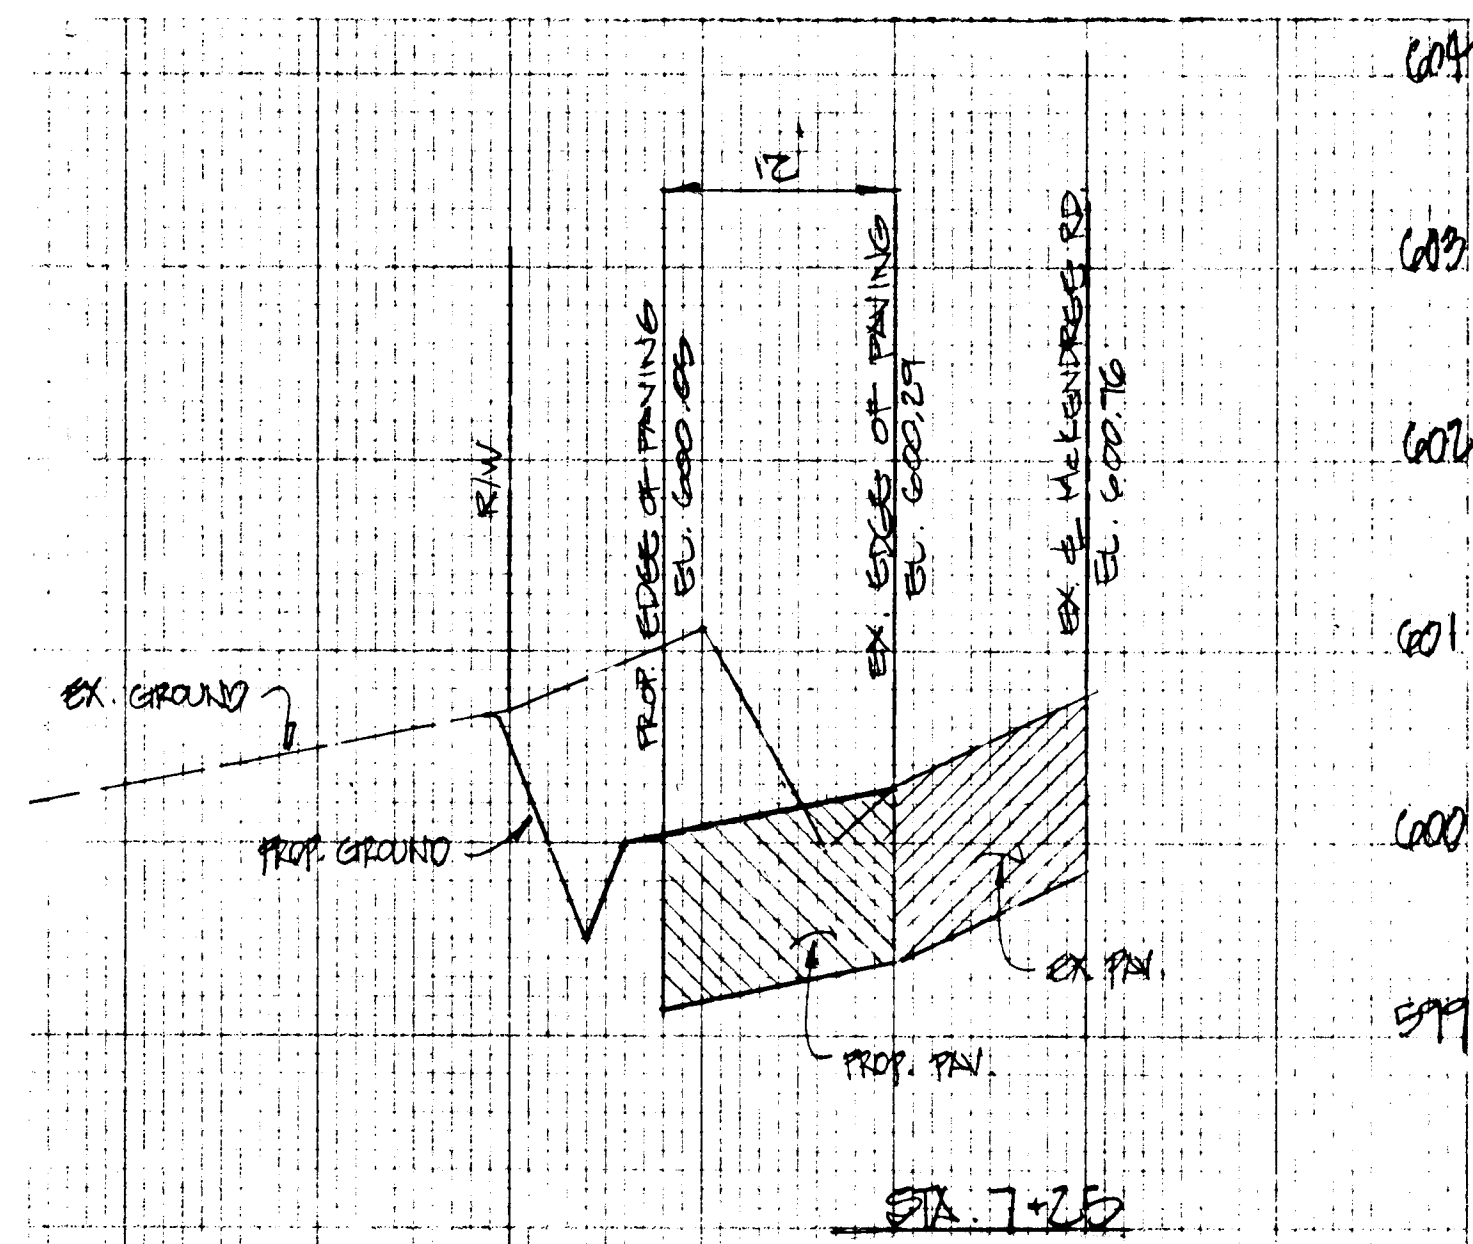 604
12'
603
R/W
PROP. EDGE OF PAVING
EL. 600.05
EX. EDGE OF PAVING
EL. 600.29
EX. ℄ McKENDREE RD.
EL. 600.76
602
601
EX. GROUND
PROP. GROUND
600
EX. PAV.
599
PROP. PAV.
STA. 7+25